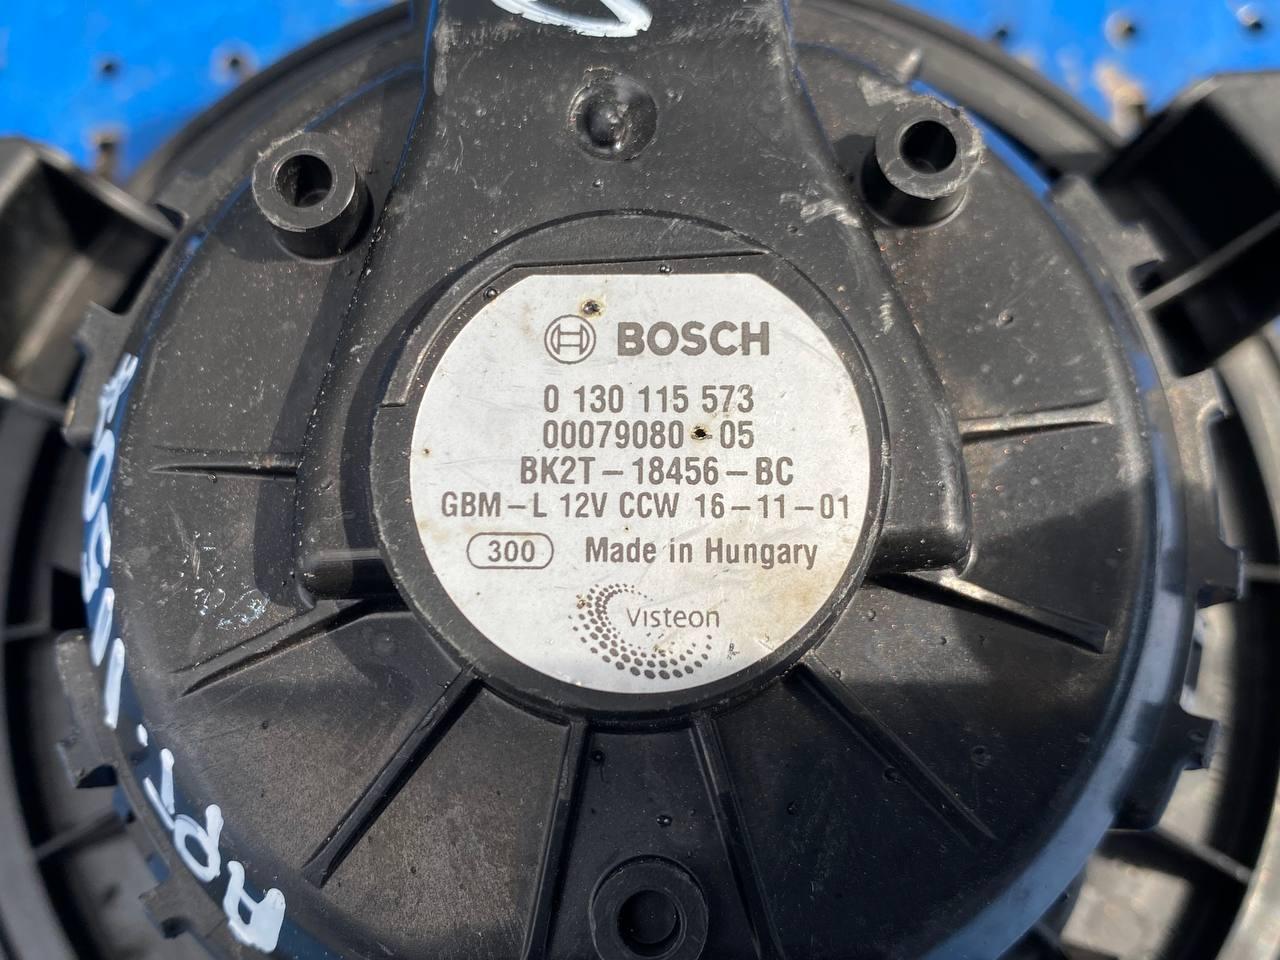 BOSCH
0 130 115 573
00079080 05
BK2T-18456-BC
GBM-L 12V CCW 16-11-01
300 Made in Hungary
Visteon